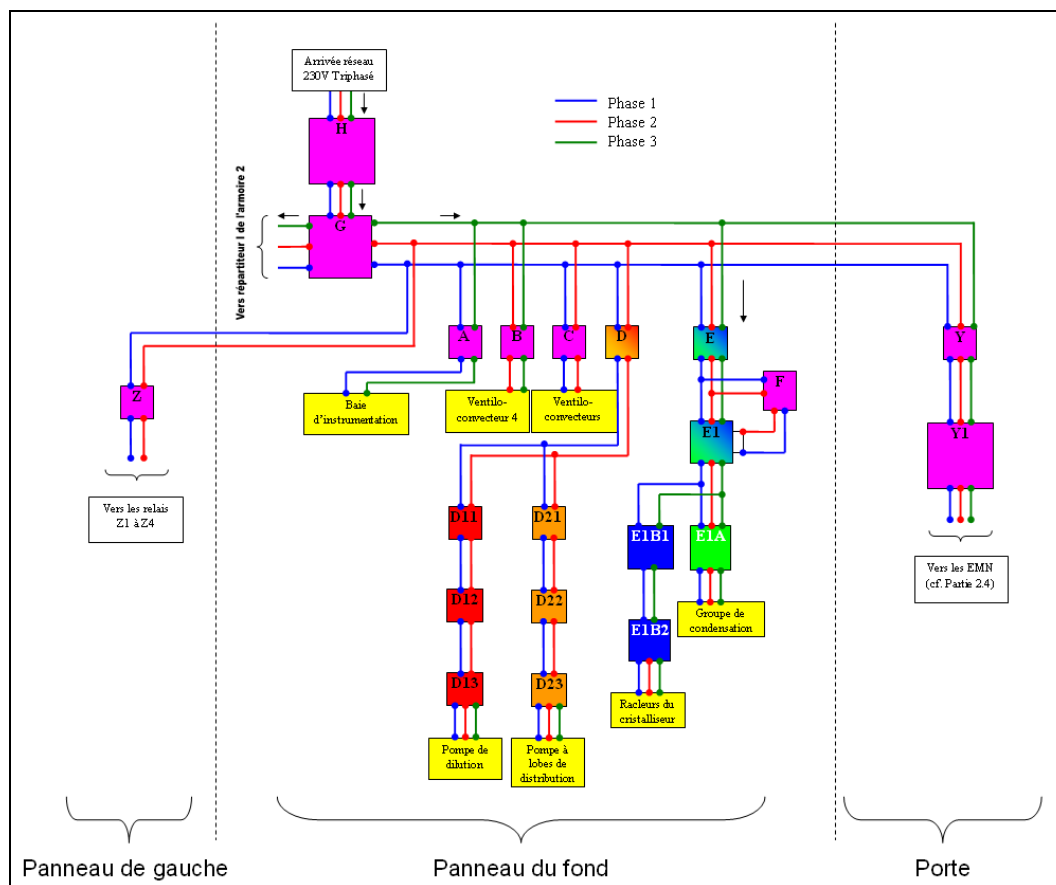 Arrivée réseau
230V Triphasé
Phase 1
Phase 2
Phase 3
H
Vers répartiteur I de l'armoire 2
G
A
B
C
D
E
Y
Z
F
Baie
d'instrumentation
Ventilo-
convecteur 4
Ventilo-
convecteurs
E1
Y1
Vers les relais
Z1 à Z4
D11
D21
E1B1
E1A
Vers les EMN
(cf. Partie 2.4)
D12
D22
E1B2
Groupe de
condensation
D13
D23
Racleurs du
cristalliseur
Pompe de
dilution
Pompe à
lobes de
distribution
Panneau de gauche
Panneau du fond
Porte